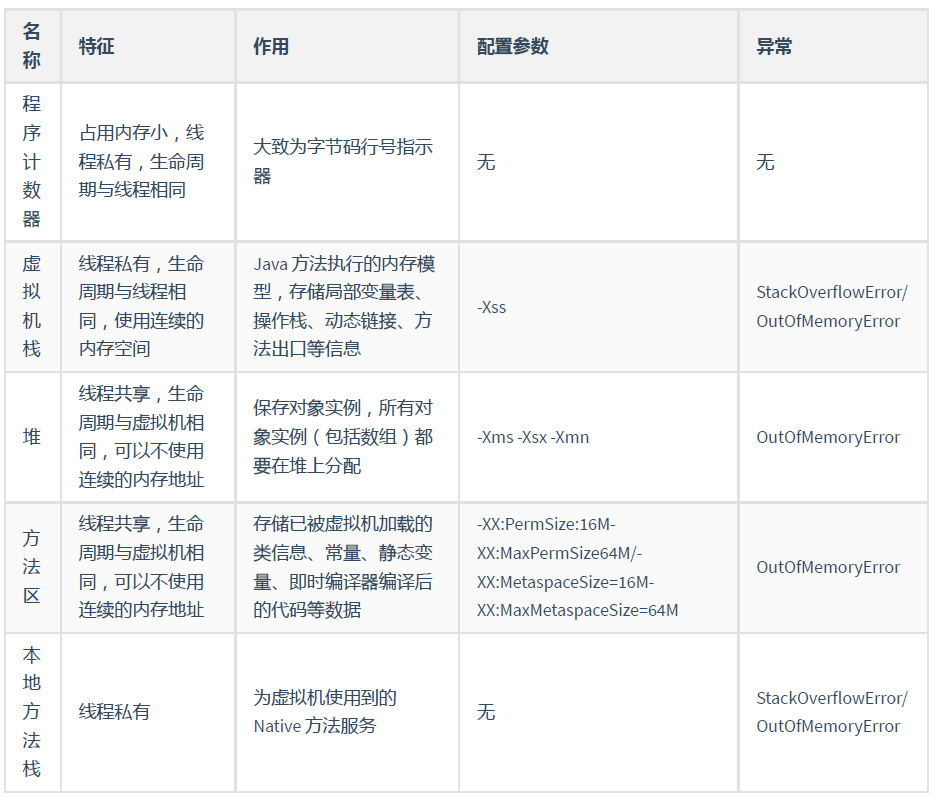 名
称
特征
作用
配置参数
异常
程
序
计
数
器
占用内存小，线
程私有，生命周
期与线程相同
大致为字节码行号指示
器
无
无
虚
拟
机
栈
线程私有，生命
周期与线程相
同，使用连续的
内存空间
Java 方法执行的内存模
型，存储局部变量表、
操作栈、动态链接、方
法出口等信息
-Xss
StackOverflowError/
OutOfMemoryError
堆
线程共享，生命
周期与虚拟机相
同，可以不使用
连续的内存地址
保存对象实例，所有对
象实例（包括数组）都
要在堆上分配
-Xms -Xsx -Xmn
OutOfMemoryError
方
法
区
线程共享，生命
周期与虚拟机相
同，可以不使用
连续的内存地址
存储已被虚拟机加载的
类信息、常量、静态变
量、即时编译器编译后
的代码等数据
-XX:PermSize:16M-
XX:MaxPermSize64M/-
XX:MetaspaceSize=16M-
XX:MaxMetaspaceSize=64M
OutOfMemoryError
本
地
方
法
栈
线程私有
为虚拟机使用到的
Native 方法服务
无
StackOverflowError/
OutOfMemoryError